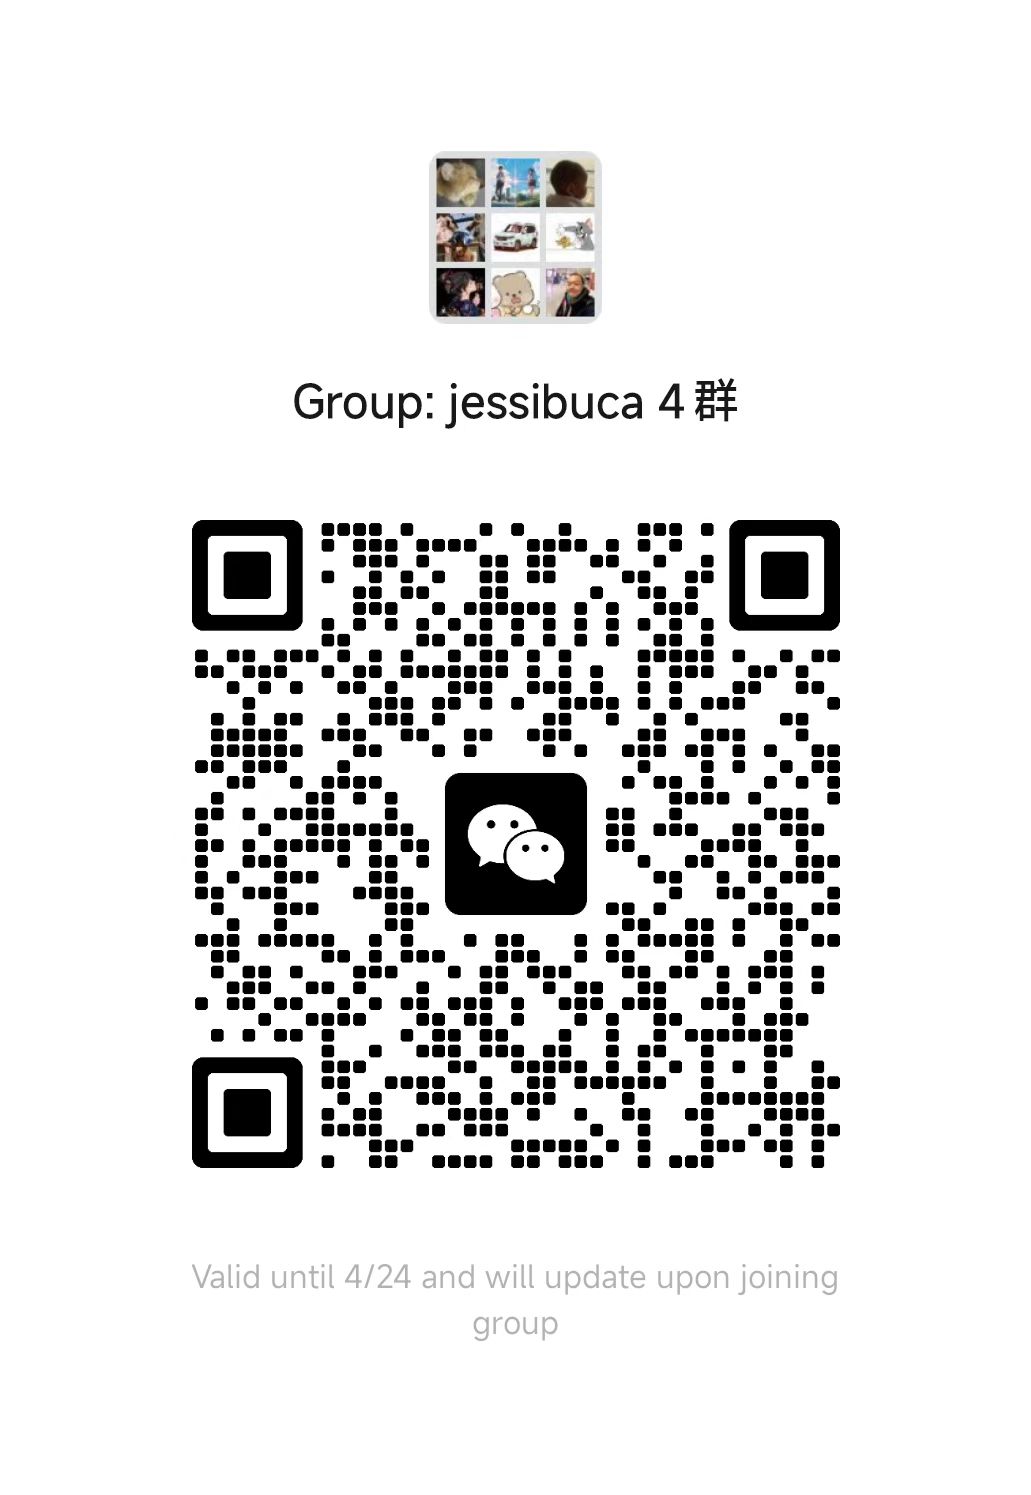 Group: jessibuca 4 群
Valid until 4/24 and will update upon joining
group